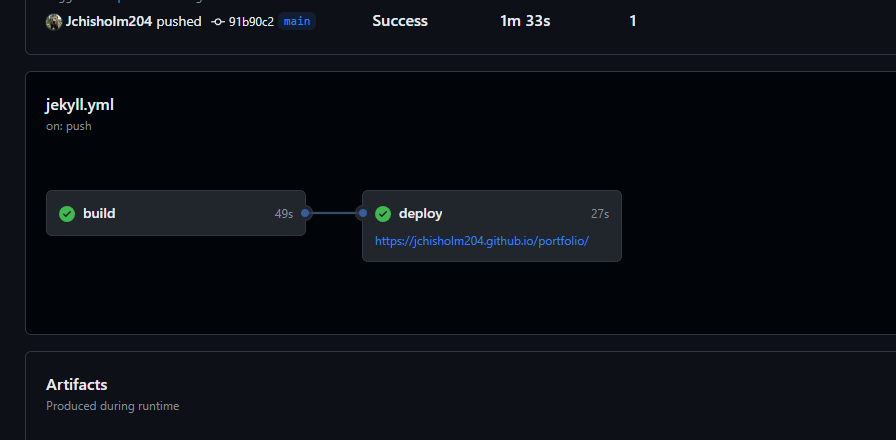 Jchisholm204 pushed 91b90c2 main Success 1m 33s 1
jekyll.yml
on: push
build 49s deploy 27s
https://jchisholm204.github.io/portfolio/
Artifacts
Produced during runtime